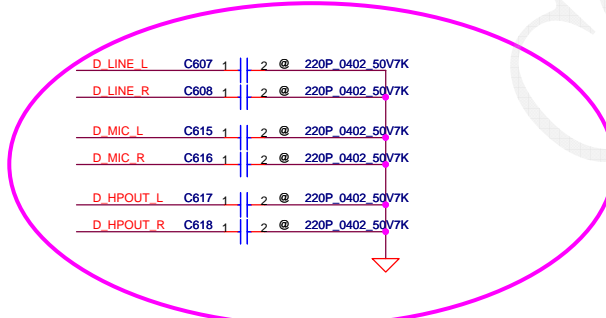 D_LINE_L C607 1 2 @ 220P_0402_50V7K
D_LINE_R C608 1 2 @ 220P_0402_50V7K
D_MIC_L C615 1 2 @ 220P_0402_50V7K
D_MIC_R C616 1 2 @ 220P_0402_50V7K
D_HPOUT_L C617 1 2 @ 220P_0402_50V7K
D_HPOUT_R C618 1 2 @ 220P_0402_50V7K